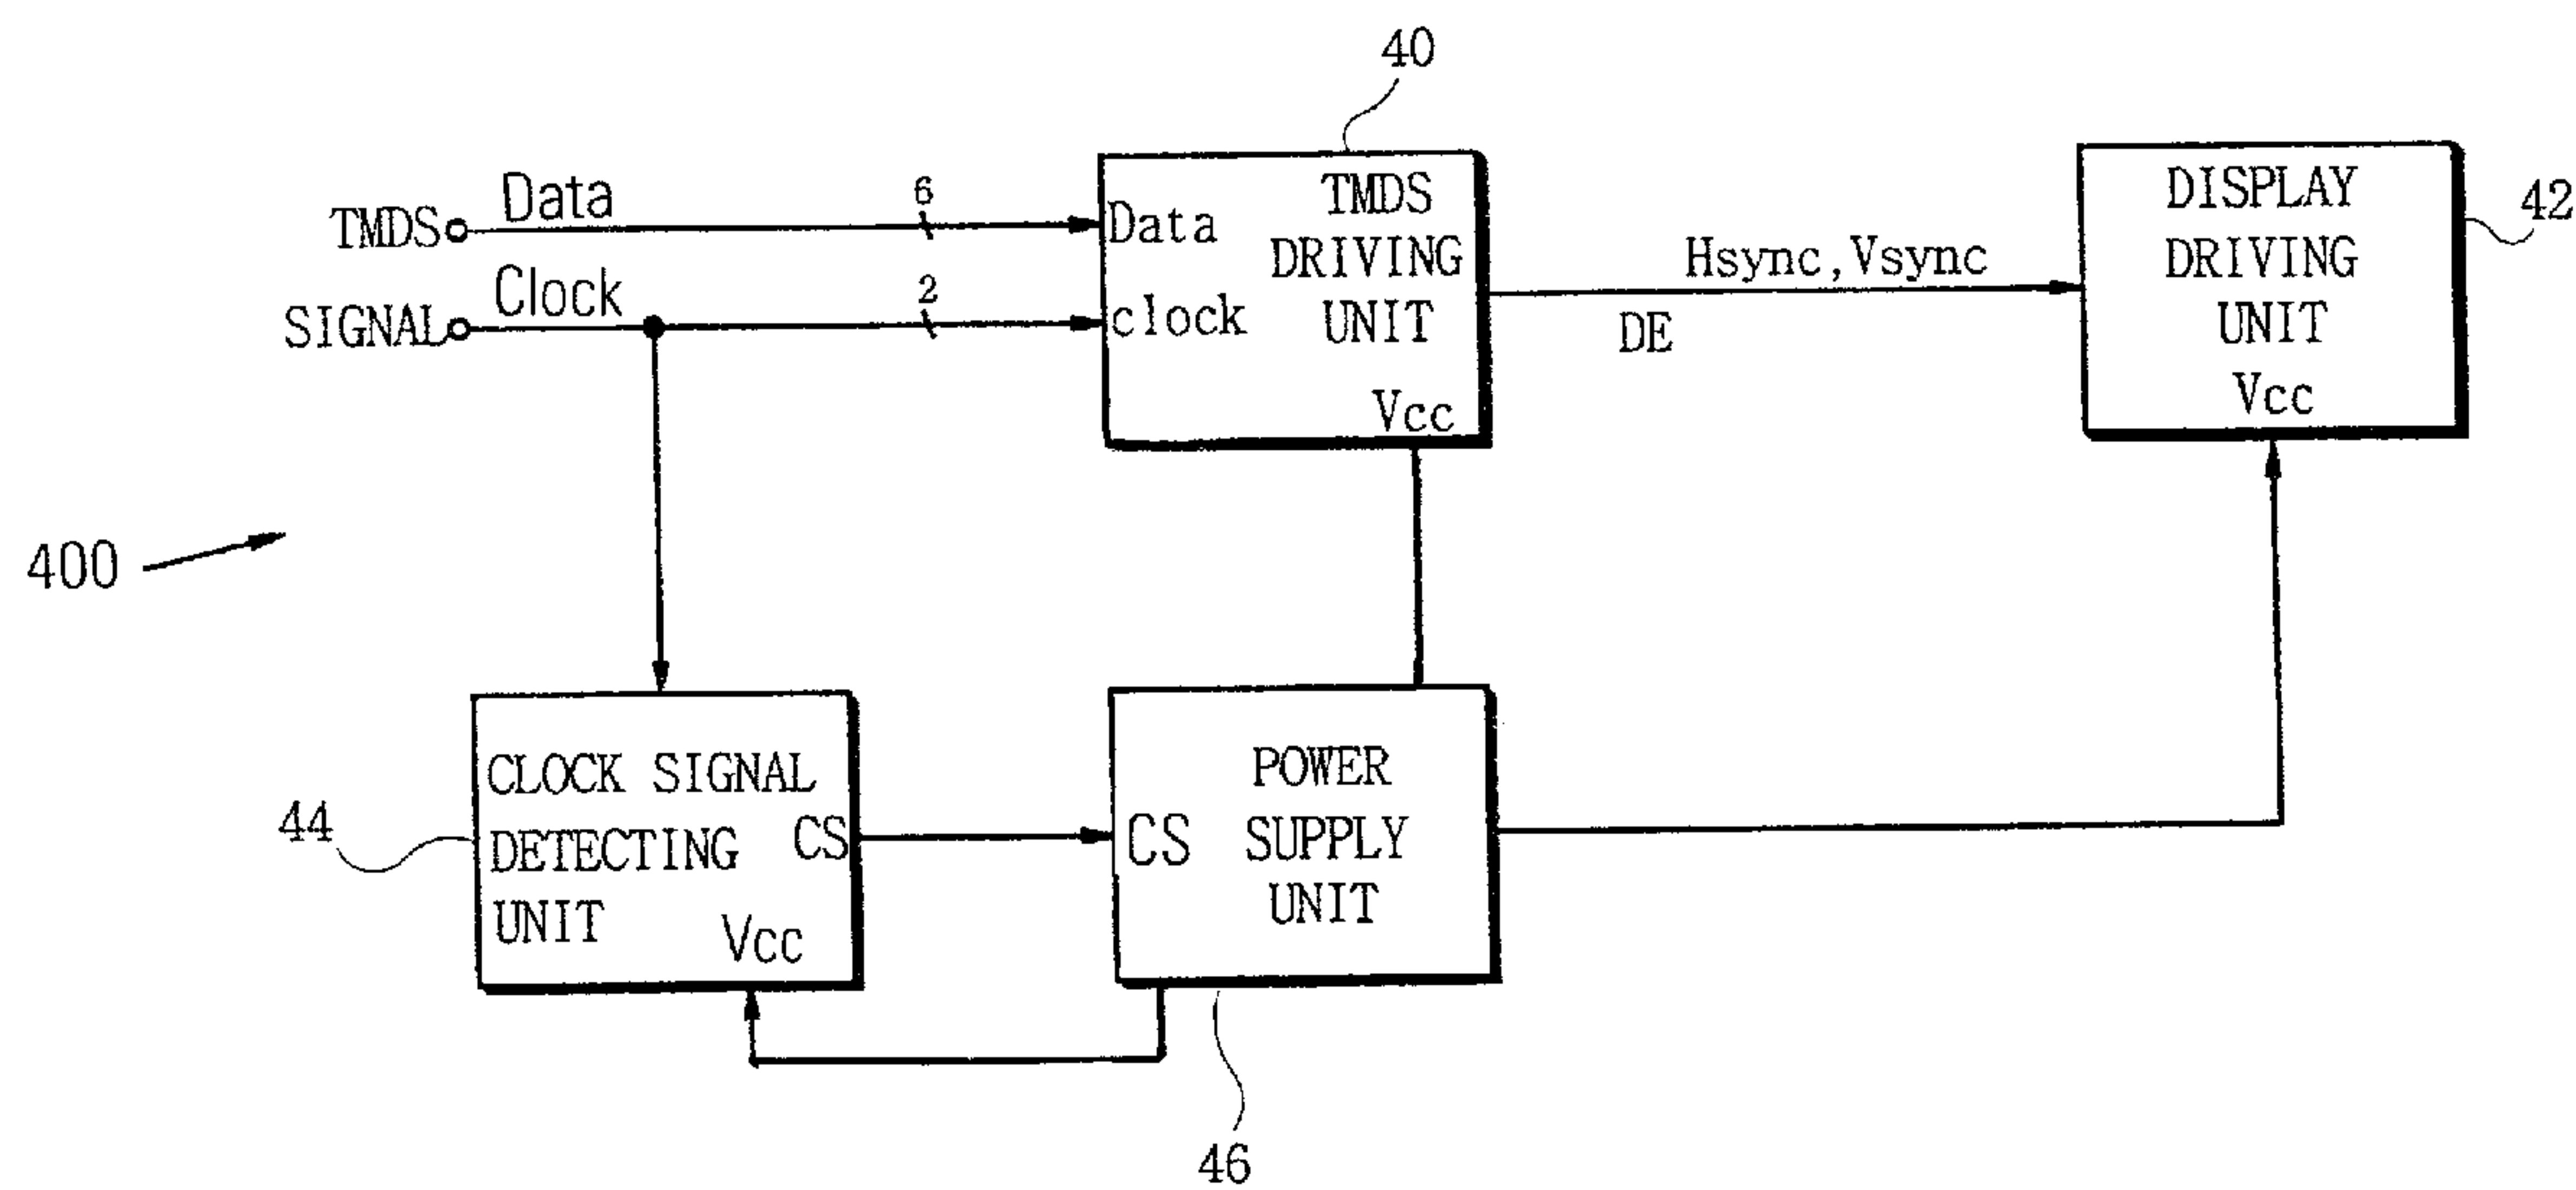 40
TMDS Data 6
SIGNAL Clock 2
Data
clock
TMDS
DRIVING
UNIT
Vcc
Hsync,Vsync
DE
DISPLAY
DRIVING
UNIT
Vcc
42
400
44
CLOCK SIGNAL
DETECTING
UNIT
CS
Vcc
CS
POWER
SUPPLY
UNIT
46